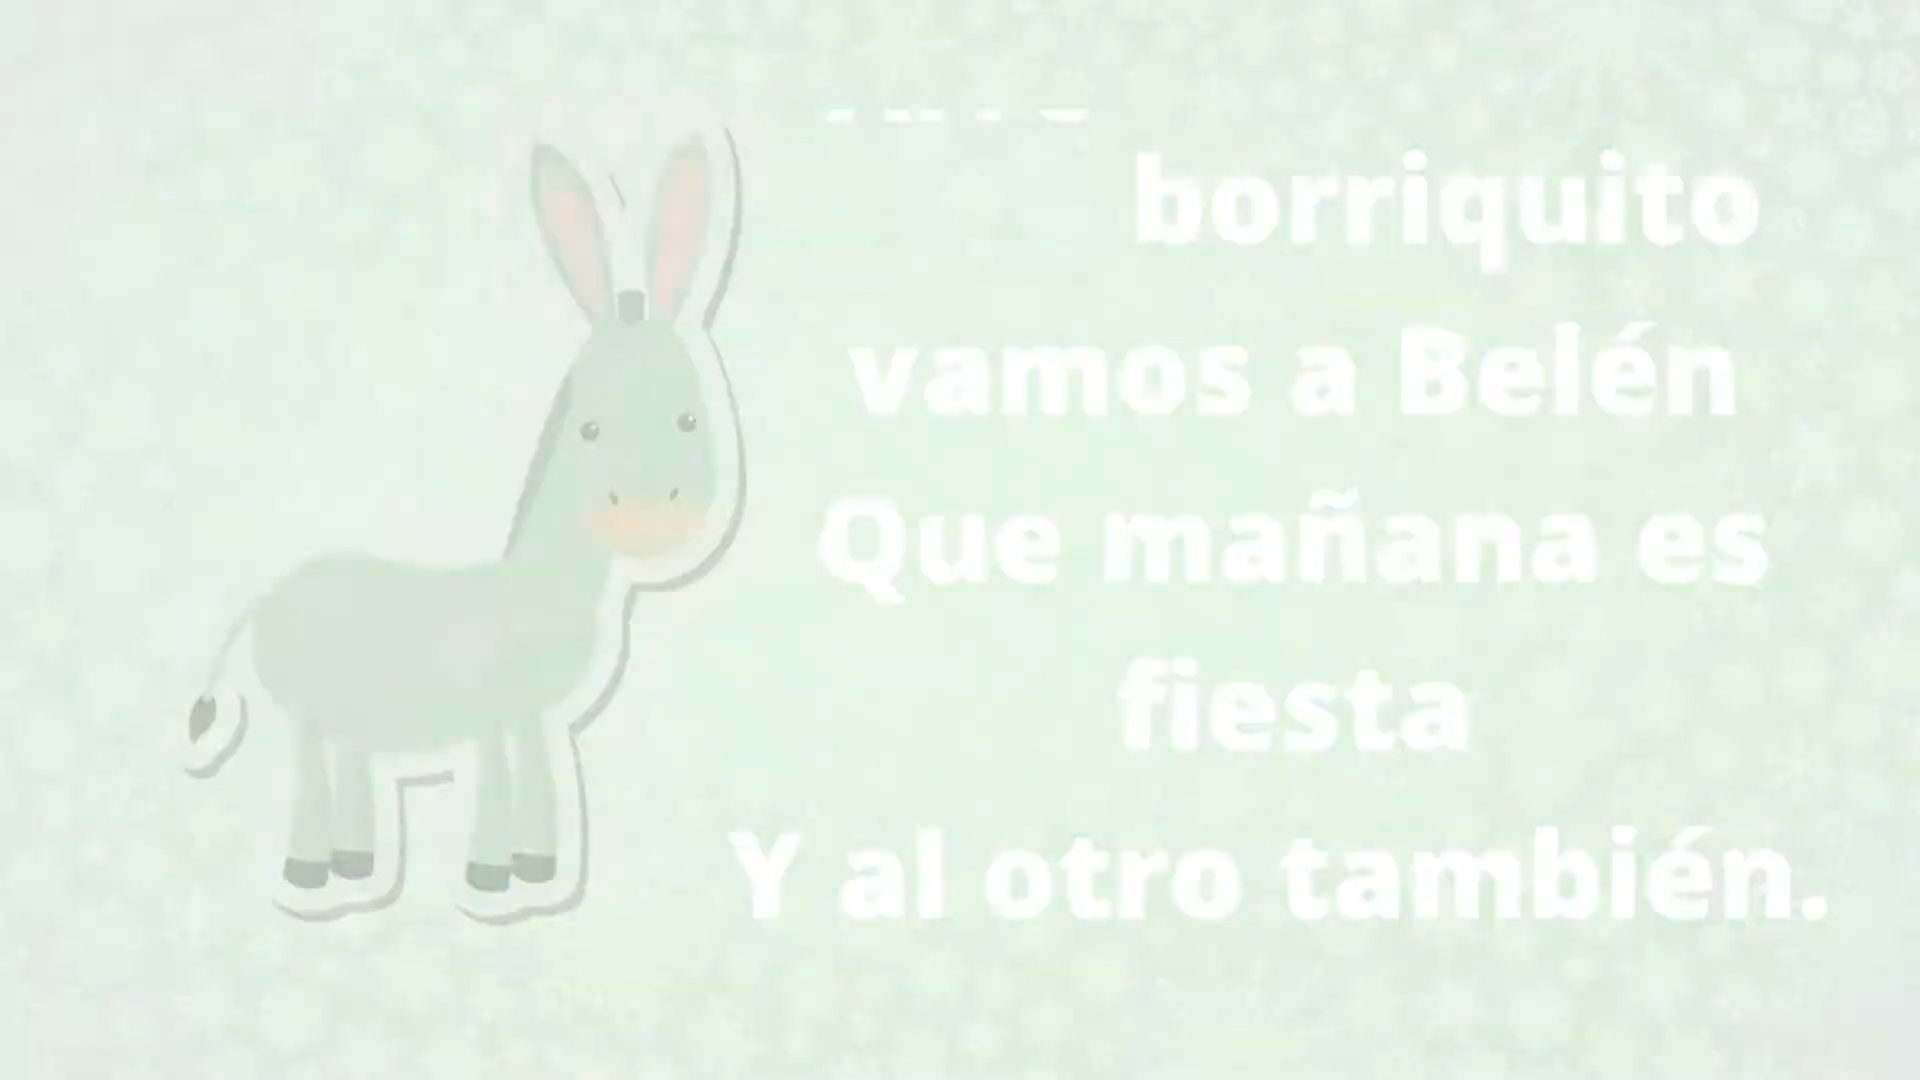 borriquito
vamos a Belén
Que mañana es
fiesta
Y al otro también.